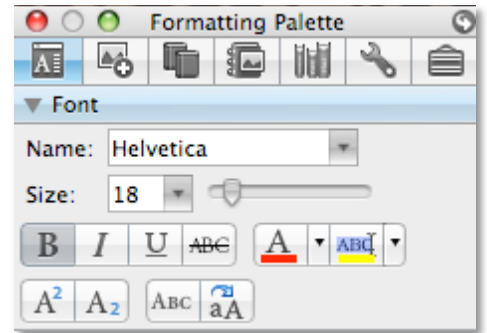 Formatting Palette
A
Font
Name: Helvetica
Size: 18
B I U ABC A ABC
A² A₂ ABC aA